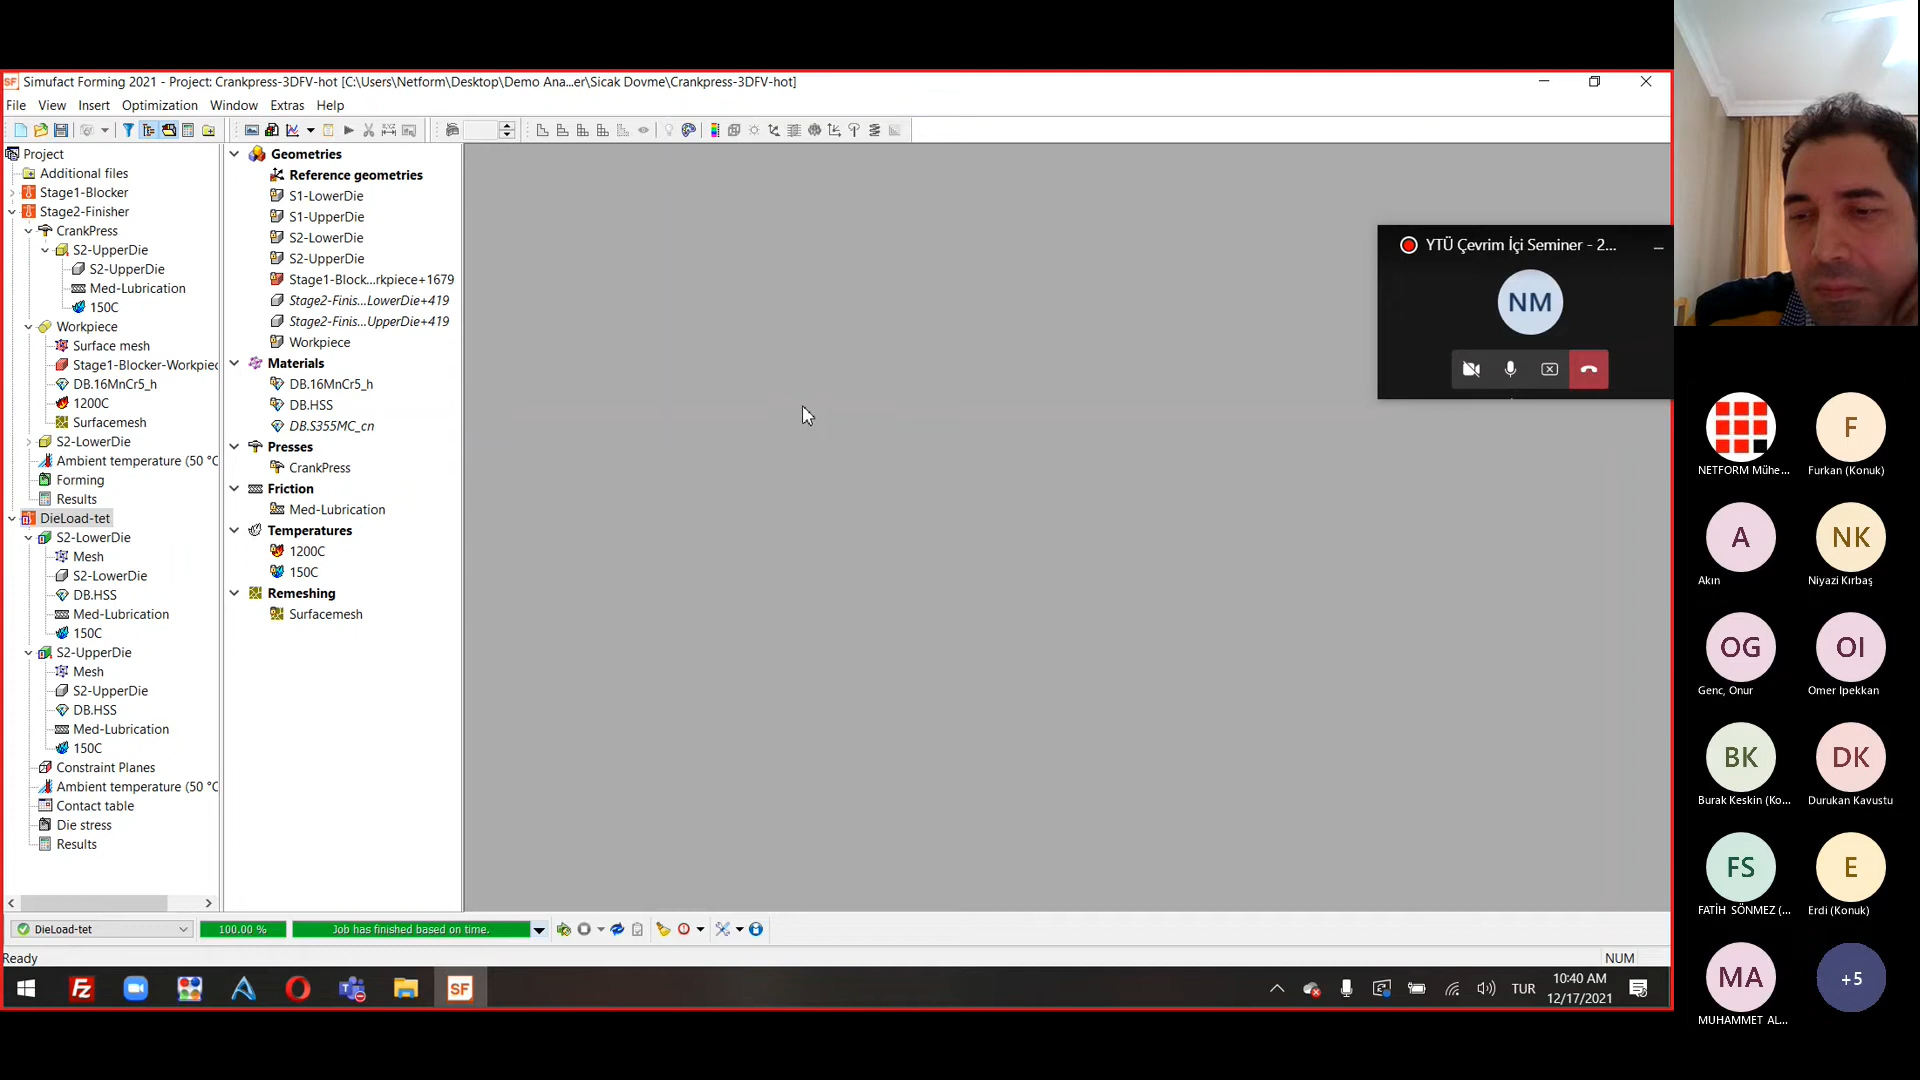 SF Simufact Forming 2021 - Project: Crankpress-3DFV-hot [C:\Users\Netform\Desktop\Demo Ana...er\Sicak Dovme\Crankpress-3DFV-hot]
File View Insert Optimization Window Extras Help
Project
Additional files
Stage1-Blocker
Stage2-Finisher
CrankPress
S2-UpperDie
S2-UpperDie
Med-Lubrication
150C
Workpiece
Surface mesh
Stage1-Blocker-Workpiec
DB.16MnCr5_h
1200C
Surfacemesh
S2-LowerDie
Ambient temperature (50 °C
Forming
Results
DieLoad-tet
S2-LowerDie
Mesh
S2-LowerDie
DB.HSS
Med-Lubrication
150C
S2-UpperDie
Mesh
S2-UpperDie
DB.HSS
Med-Lubrication
150C
Constraint Planes
Ambient temperature (50 °C
Contact table
Die stress
Results
Geometries
Reference geometries
S1-LowerDie
S1-UpperDie
S2-LowerDie
S2-UpperDie
Stage1-Block...rkpiece+1679
Stage2-Finis...LowerDie+419
Stage2-Finis...UpperDie+419
Workpiece
Materials
DB.16MnCr5_h
DB.HSS
DB.S355MC_cn
Presses
CrankPress
Friction
Med-Lubrication
Temperatures
1200C
150C
Remeshing
Surfacemesh
YTÜ Çevrim İçi Seminer - 2...
NM
DieLoad-tet
100.00 %
Job has finished based on time.
Ready
NUM
Fz
SF
TUR
10:40 AM
12/17/2021
NETFORM Mühe...
F
Furkan (Konuk)
A
Akın
NK
Niyazi Kırbaş
OG
Genc, Onur
OI
Omer Ipekkan
BK
Burak Keskin (Ko...
DK
Durukan Kavustu
FS
FATİH SÖNMEZ (...
E
Erdi (Konuk)
MA
MUHAMMET AL...
+5